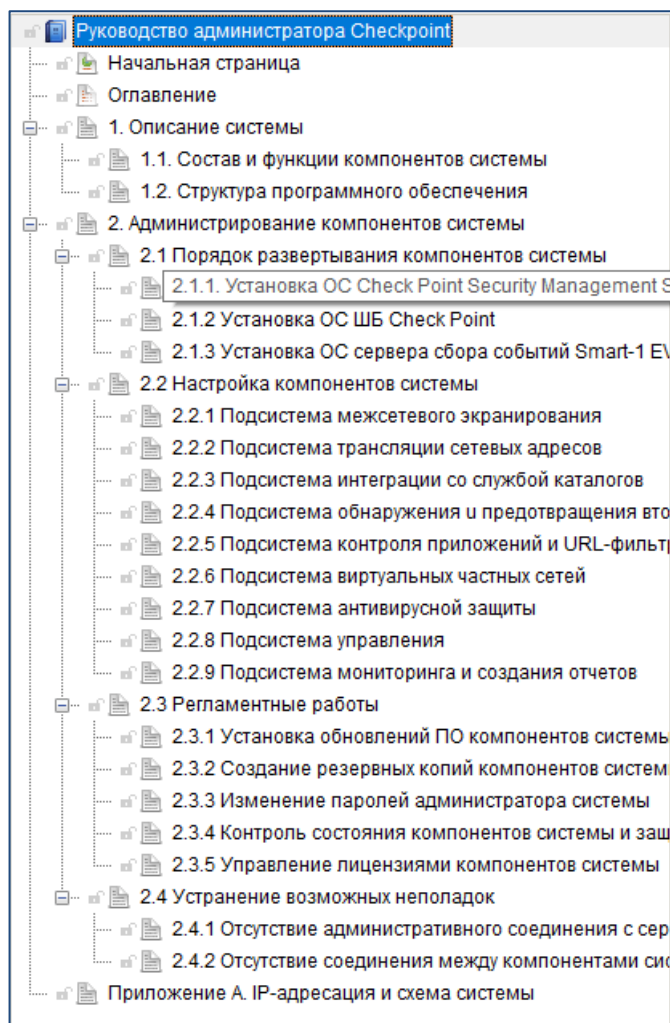 Руководство администратора Checkpoint
Начальная страница
Оглавление
1. Описание системы
1.1. Состав и функции компонентов системы
1.2. Структура программного обеспечения
2. Администрирование компонентов системы
2.1 Порядок развертывания компонентов системы
2.1.1. Установка ОС Check Point Security Management S
2.1.2 Установка ОС ШБ Check Point
2.1.3 Установка ОС сервера сбора событий Smart-1 EV
2.2 Настройка компонентов системы
2.2.1 Подсистема межсетевого экранирования
2.2.2 Подсистема трансляции сетевых адресов
2.2.3 Подсистема интеграции со службой каталогов
2.2.4 Подсистема обнаружения u предотвращения вто
2.2.5 Подсистема контроля приложений и URL-фильтр
2.2.6 Подсистема виртуальных частных сетей
2.2.7 Подсистема антивирусной защиты
2.2.8 Подсистема управления
2.2.9 Подсистема мониторинга и создания отчетов
2.3 Регламентные работы
2.3.1 Установка обновлений ПО компонентов системы
2.3.2 Создание резервных копий компонентов систем
2.3.3 Изменение паролей администратора системы
2.3.4 Контроль состояния компонентов системы и защ
2.3.5 Управление лицензиями компонентов системы
2.4 Устранение возможных неполадок
2.4.1 Отсутствие административного соединения с сер
2.4.2 Отсутствие соединения между компонентами сис
Приложение А. IP-адресация и схема системы